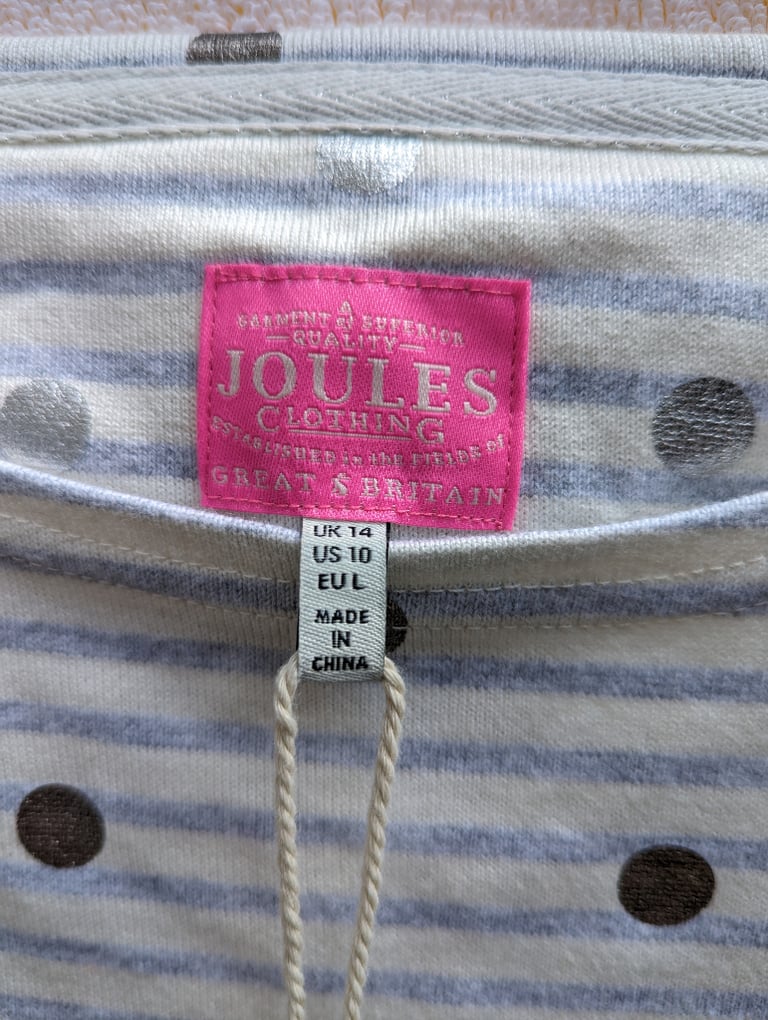 A
GARMENT of SUPERIOR
QUALITY
JOULES
CLOTHING
ESTABLISHED in the FIELDS OF
GREAT & BRITAIN
UK 14
US 10
EU L
MADE
IN
CHINA